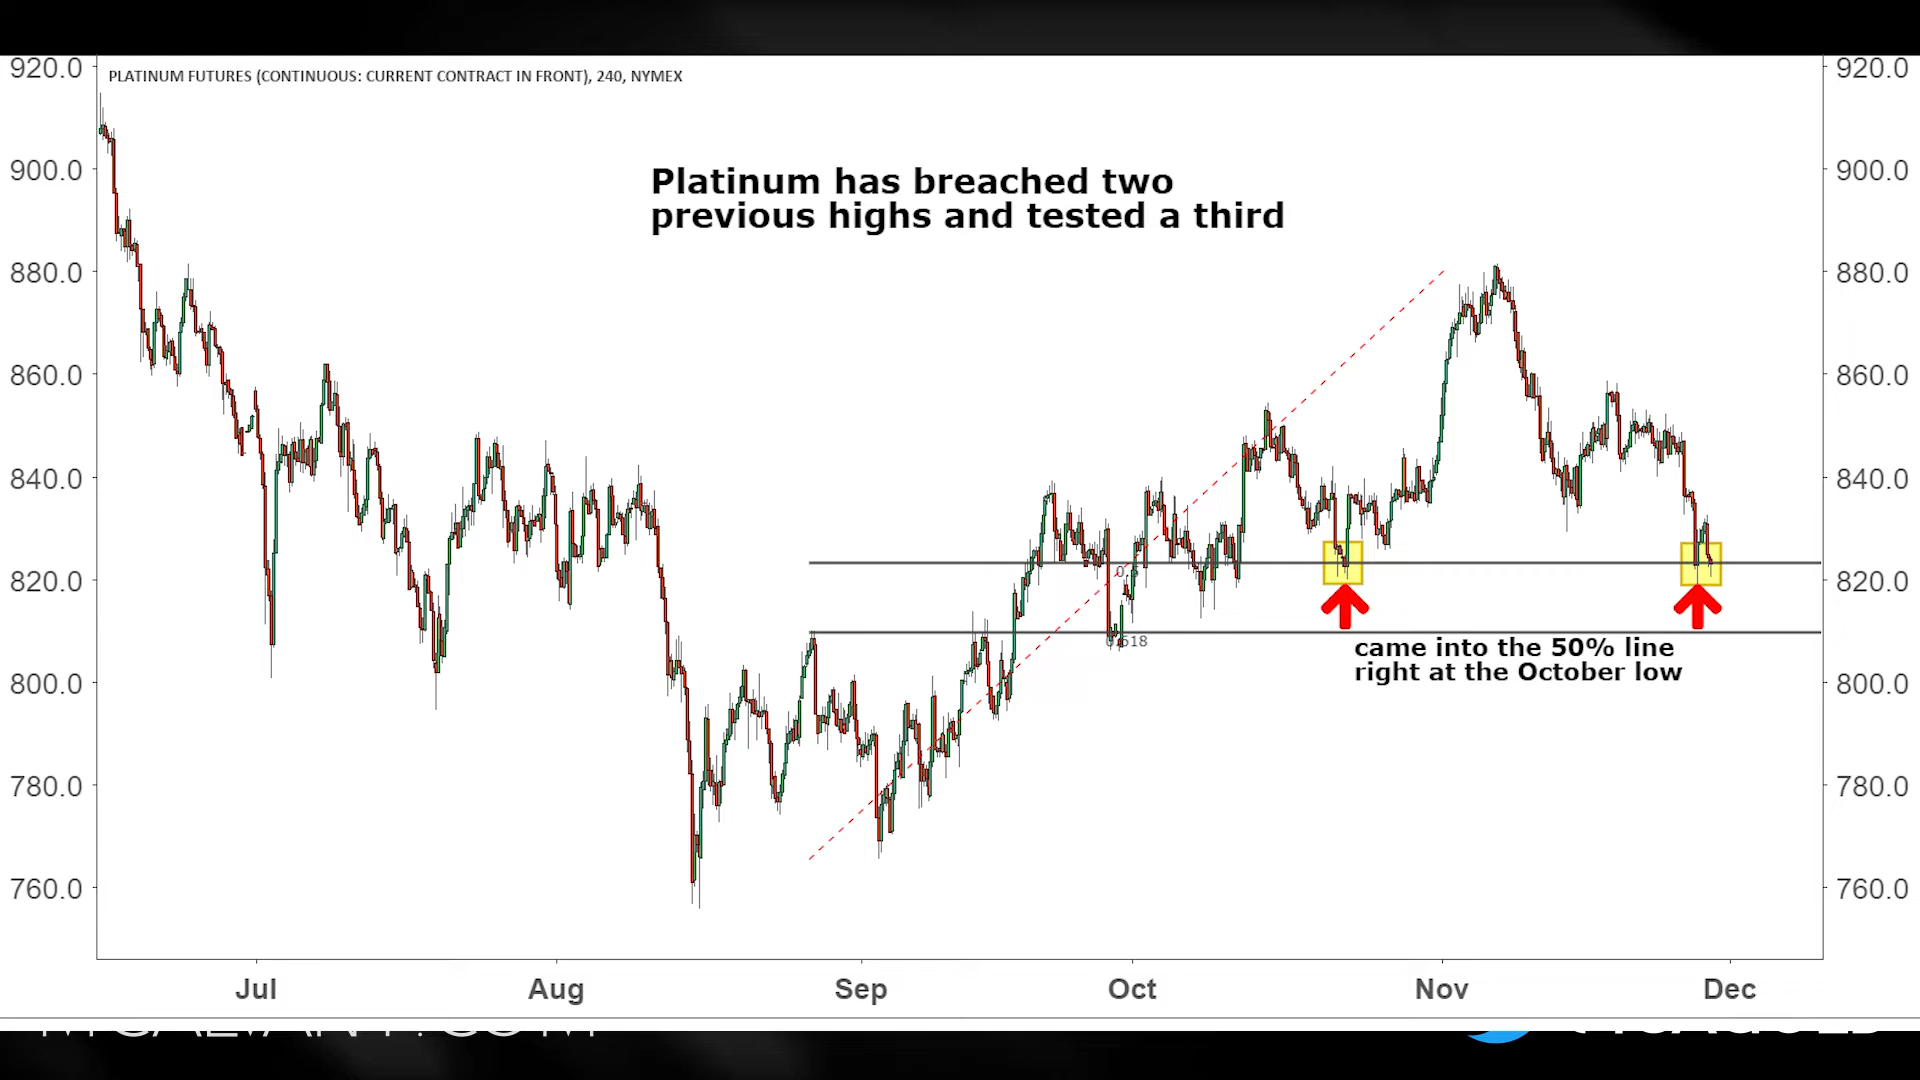 920.0
920.0
PLATINUM FUTURES (CONTINUOUS: CURRENT CONTRACT IN FRONT), 240, NYMEX
900.0
900.0
Platinum has breached two
previous highs and tested a third
880.0
880.0
860.0
860.0
840.0
840.0
820.0
820.0
800.0
800.0
came into the 50% line
right at the October low
780.0
780.0
760.0
760.0
Jul
Aug
Sep
Oct
Nov
Dec